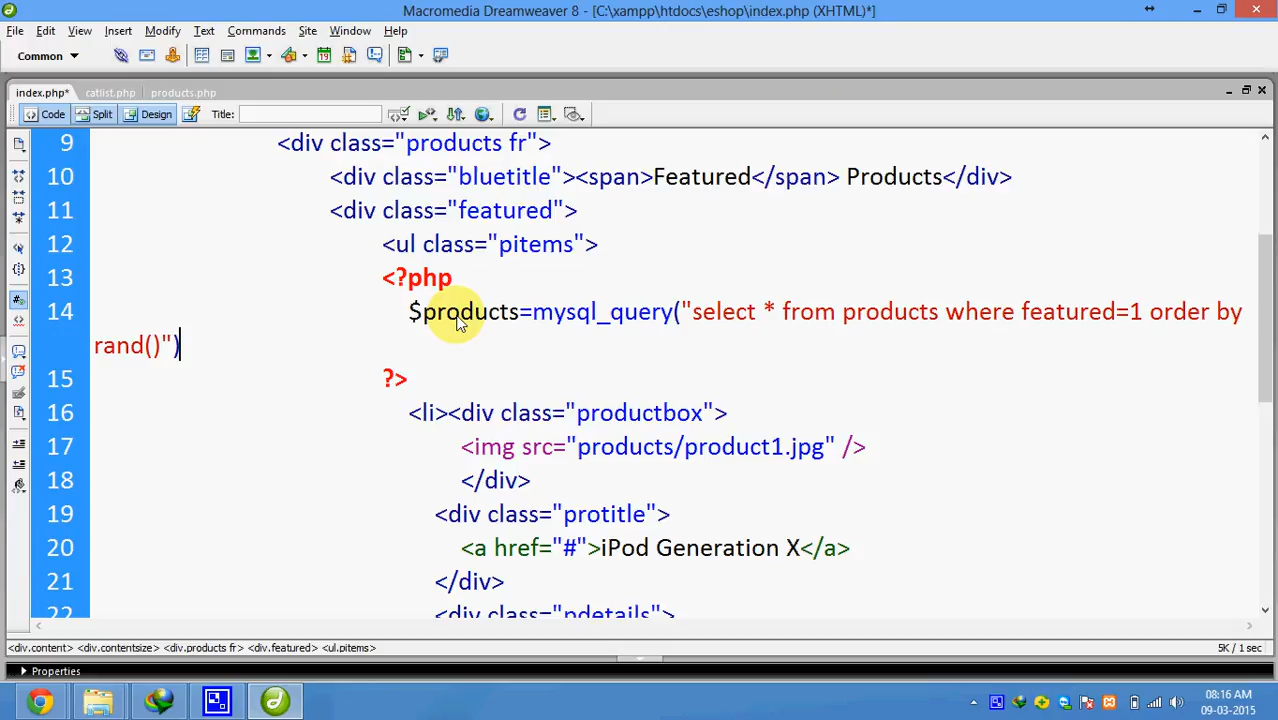 Macromedia Dreamweaver 8 - [C:\xampp\htdocs\eshop\index.php (XHTML)*]
File Edit View Insert Modify Text Commands Site Window Help
Common
index.php* catlist.php products.php
Code Split Design Title:
9 <div class="products fr">
10 <div class="bluetitle"><span>Featured</span> Products</div>
11 <div class="featured">
12 <ul class="pitems">
13 <?php
14 $products=mysql_query("select * from products where featured=1 order by
rand()")
15 ?>
16 <li><div class="productbox">
17 <img src="products/product1.jpg" />
18 </div>
19 <div class="protitle">
20 <a href="#">iPod Generation X</a>
21 </div>
22 <div class="pdetails">
<div.content> <div.contentsize> <div.products fr> <div.featured> <ul.pitems> 5K / 1 sec
Properties
08:16 AM
09-03-2015